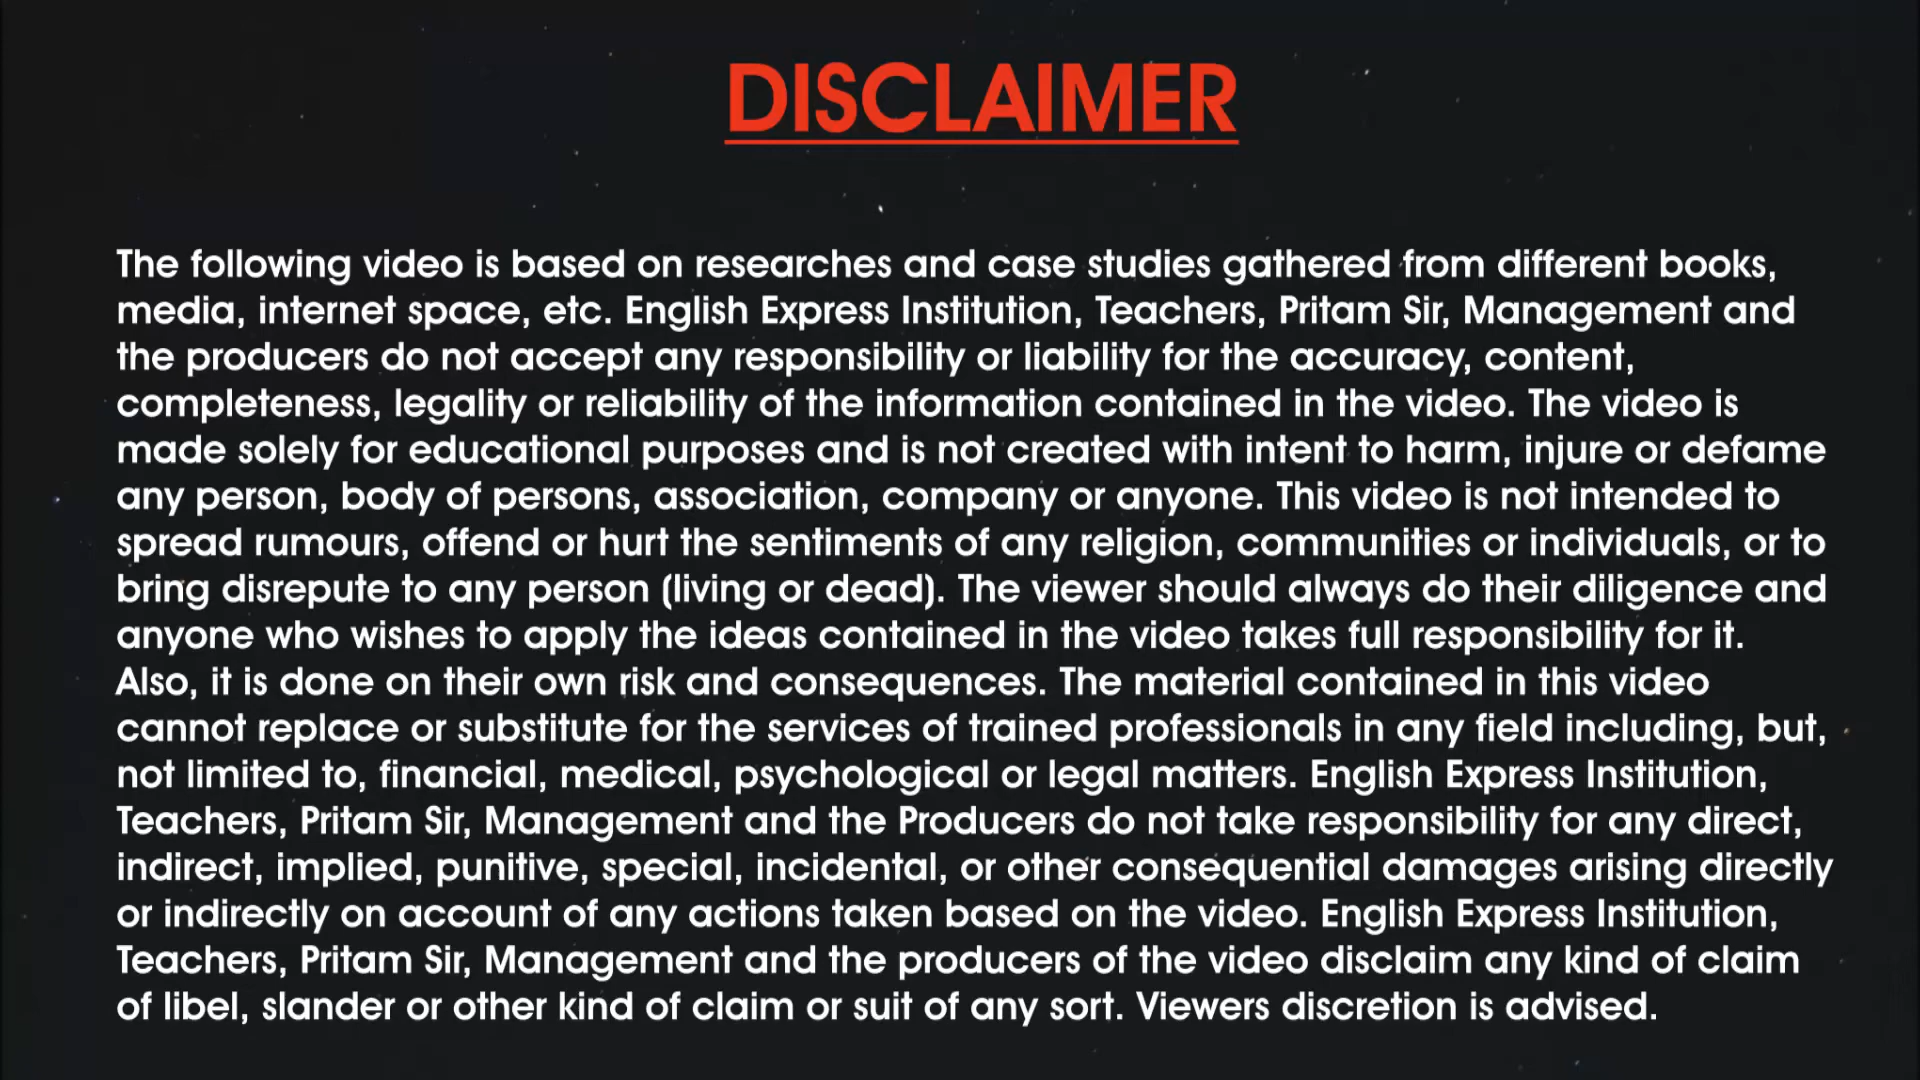 DISCLAIMER
The following video is based on researches and case studies gathered from different books,
media, internet space, etc. English Express Institution, Teachers, Pritam Sir, Management and
the producers do not accept any responsibility or liability for the accuracy, content,
completeness, legality or reliability of the information contained in the video. The video is
made solely for educational purposes and is not created with intent to harm, injure or defame
any person, body of persons, association, company or anyone. This video is not intended to
spread rumours, offend or hurt the sentiments of any religion, communities or individuals, or to
bring disrepute to any person (living or dead). The viewer should always do their diligence and
anyone who wishes to apply the ideas contained in the video takes full responsibility for it.
Also, it is done on their own risk and consequences. The material contained in this video
cannot replace or substitute for the services of trained professionals in any field including, but,
not limited to, financial, medical, psychological or legal matters. English Express Institution,
Teachers, Pritam Sir, Management and the Producers do not take responsibility for any direct,
indirect, implied, punitive, special, incidental, or other consequential damages arising directly
or indirectly on account of any actions taken based on the video. English Express Institution,
Teachers, Pritam Sir, Management and the producers of the video disclaim any kind of claim
of libel, slander or other kind of claim or suit of any sort. Viewers discretion is advised.